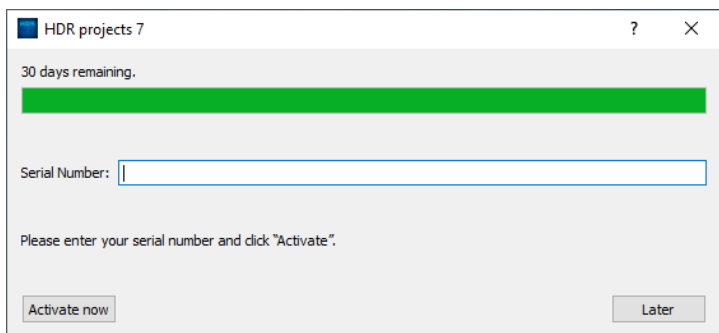 HDR projects 7
30 days remaining.
Serial Number:
Please enter your serial number and click “Activate”.
Activate now
Later